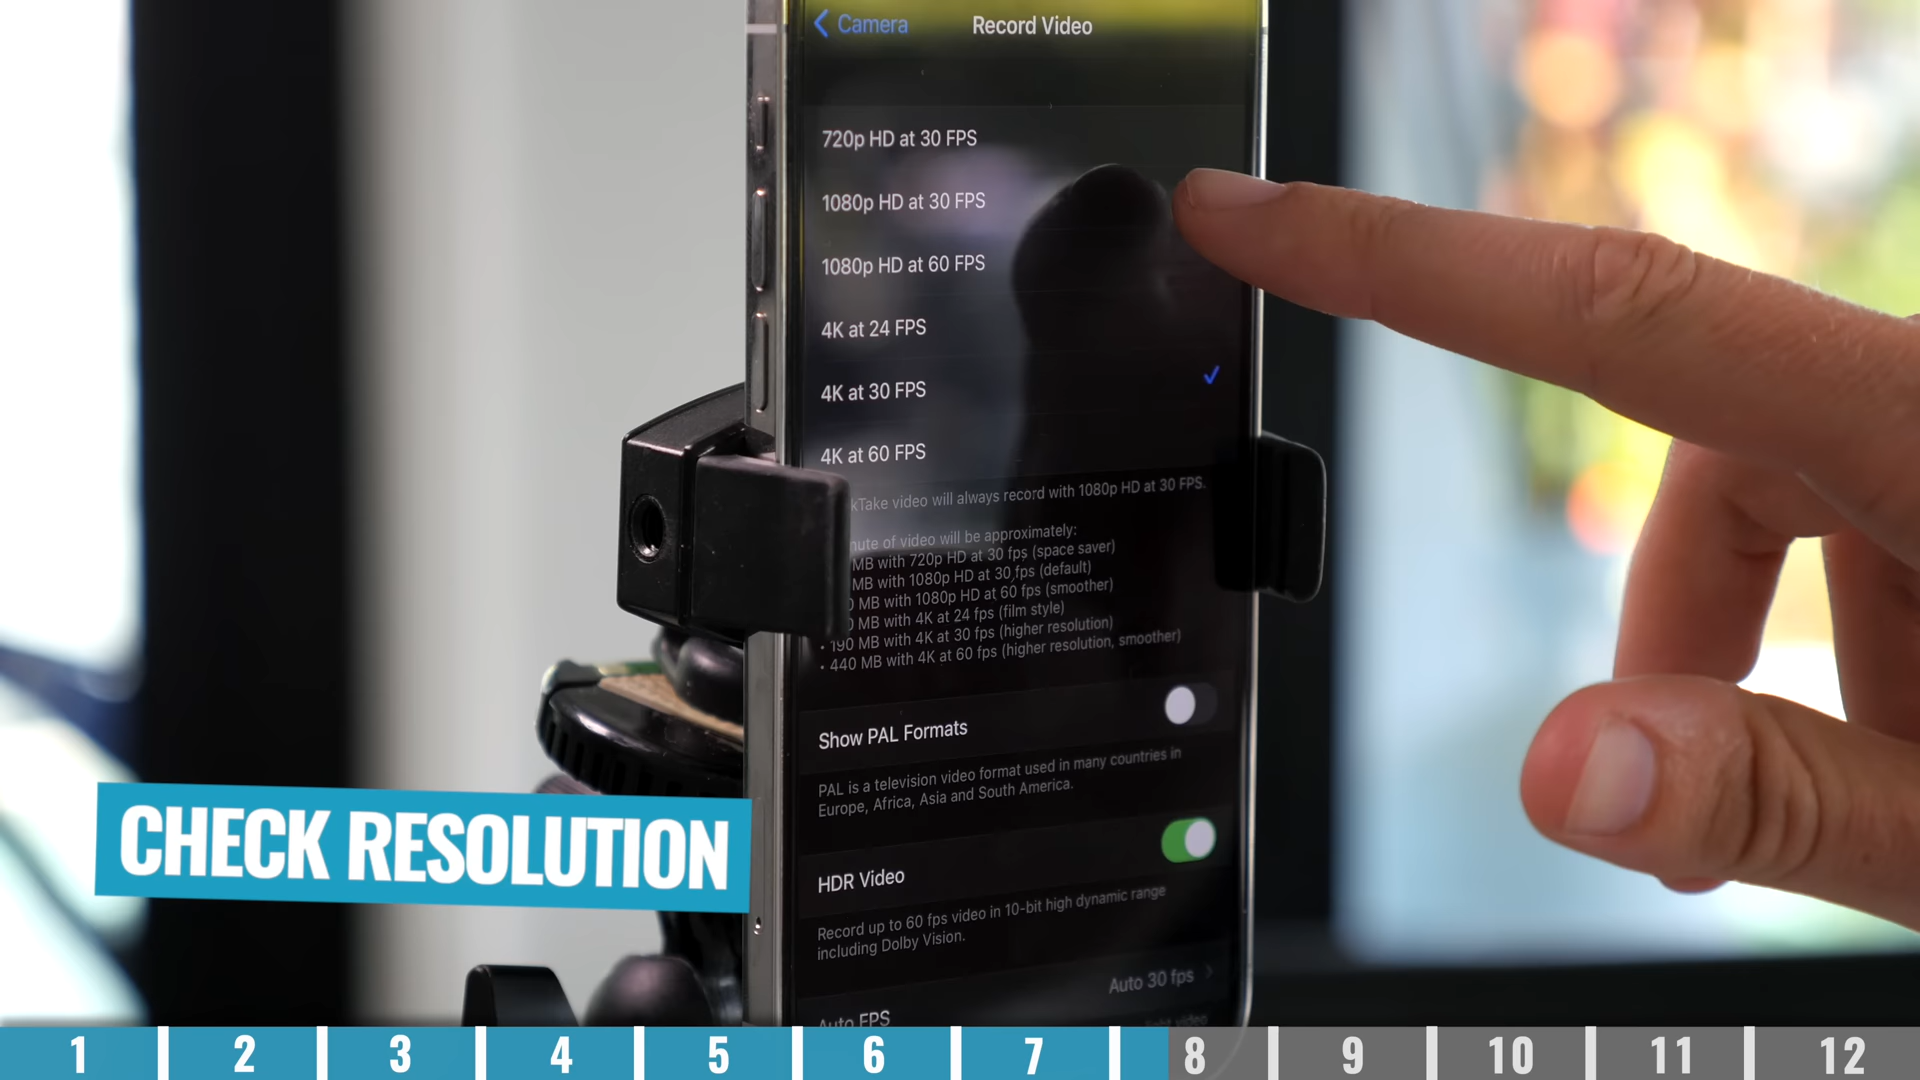 Camera
Record Video
720p HD at 30 FPS
1080p HD at 30 FPS
1080p HD at 60 FPS
4K at 24 FPS
4K at 30 FPS
4K at 60 FPS
kTake video will always record with 1080p HD at 30 FPS.
nute of video will be approximately:
MB with 720p HD at 30 fps (space saver)
MB with 1080p HD at 30 fps (default)
0 MB with 1080p HD at 60 fps (smoother)
0 MB with 4K at 24 fps (film style)
• 190 MB with 4K at 30 fps (higher resolution)
• 440 MB with 4K at 60 fps (higher resolution, smoother)
Show PAL Formats
PAL is a television video format used in many countries in
Europe, Africa, Asia and South America.
HDR Video
Record up to 60 fps video in 10-bit high dynamic range
including Dolby Vision.
Auto 30 fps
Auto FPS
CHECK RESOLUTION
1 2 3 4 5 6 7 8 9 10 11 12